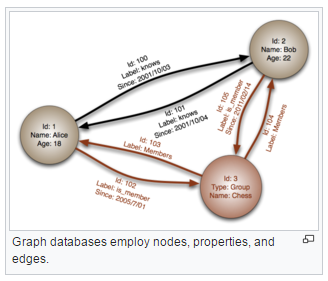 Id: 100
Label: knows
Since: 2001/10/03
Id: 2
Name: Bob
Age: 22
Id: 1
Name: Alice
Age: 18
Id: 101
Label: knows
Since: 2001/10/04
Id: 105
Label: is_member
Since: 2011/02/14
Id: 104
Label: Members
Id: 103
Label: Members
Id: 102
Label: is_member
Since: 2005/7/01
Id: 3
Type: Group
Name: Chess
Graph databases employ nodes, properties, and
edges.